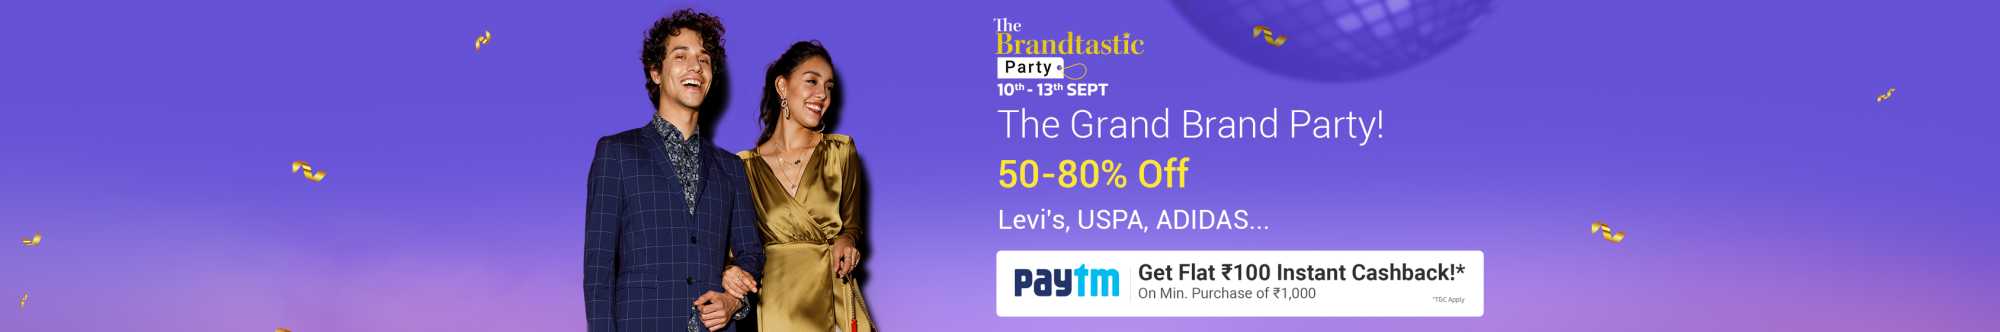 The
Brandtastic
Party
10th - 13th SEPT
The Grand Brand Party!
50-80% Off
Levi's, USPA, ADIDAS...
paytm
Get Flat ₹100 Instant Cashback!*
On Min. Purchase of ₹1,000
*T&C Apply